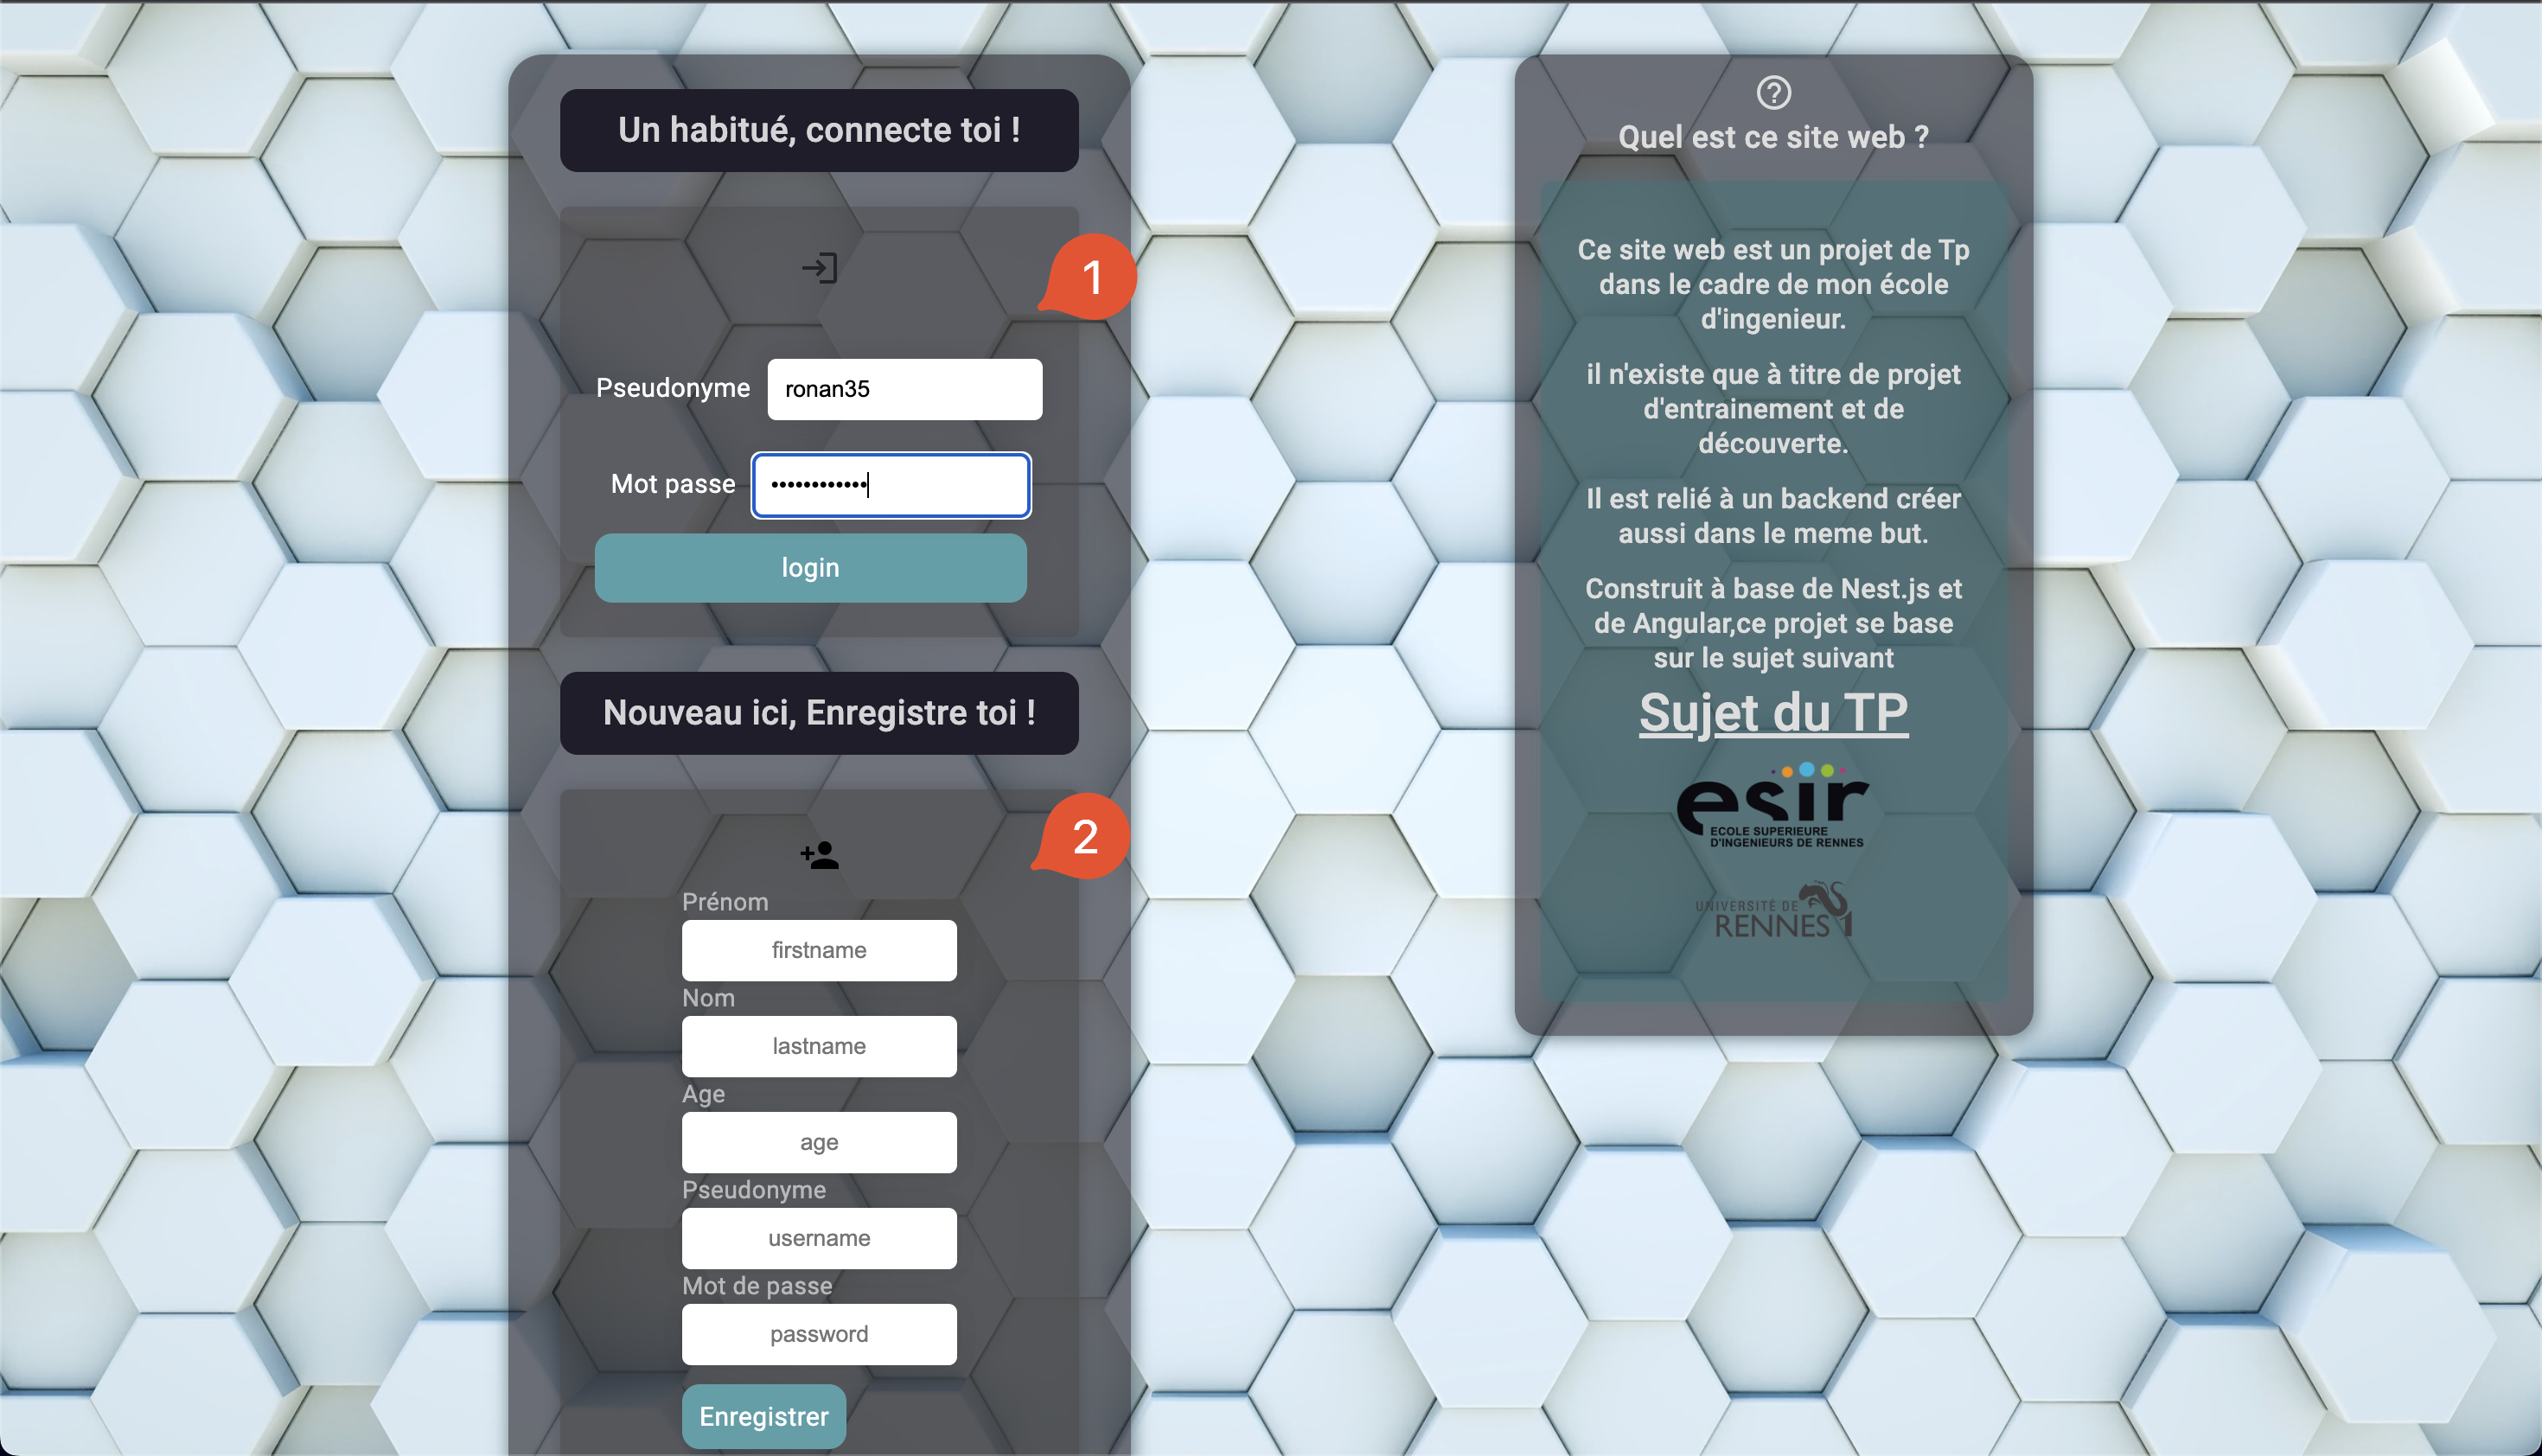 Un habitué, connecte toi !
1
Pseudonyme ronan35
Mot passe ••••••••••••
login
Nouveau ici, Enregistre toi !
2
Prénom
firstname
Nom
lastname
Age
age
Pseudonyme
username
Mot de passe
password
Enregistrer
Quel est ce site web ?
Ce site web est un projet de Tp
dans le cadre de mon école
d'ingenieur.
il n'existe que à titre de projet
d'entrainement et de
découverte.
Il est relié à un backend créer
aussi dans le meme but.
Construit à base de Nest.js et
de Angular,ce projet se base
sur le sujet suivant
Sujet du TP
esir
ECOLE SUPERIEURE
D'INGENIEURS DE RENNES
UNIVERSITÉ DE
RENNES 1